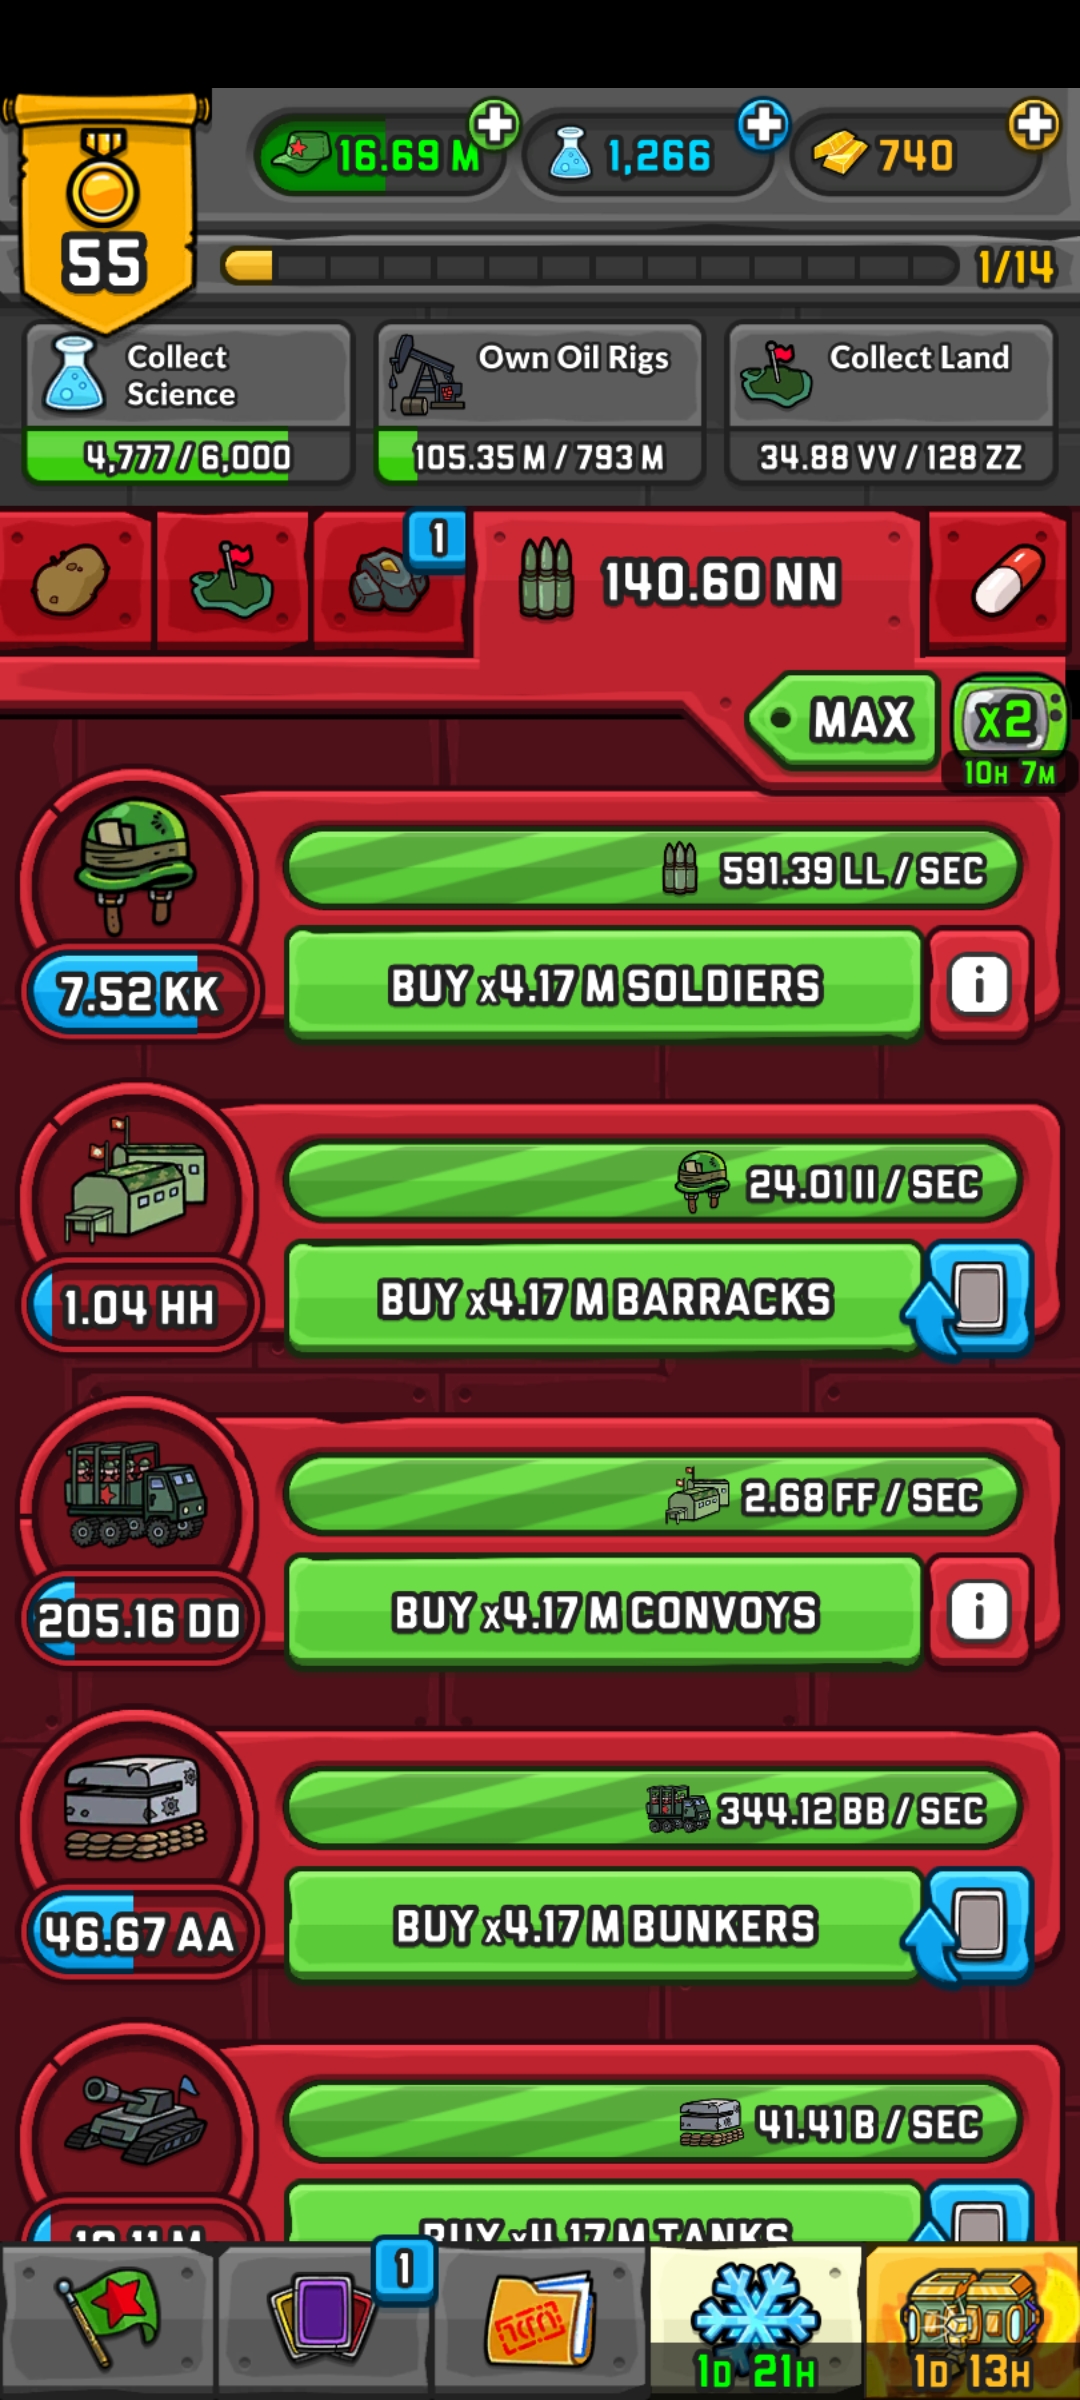 16.69 M
1,266
740
55
1/14
Collect
Science
4,777 / 6,000
Own Oil Rigs
105.35 M / 793 M
Collect Land
34.88 VV / 128 ZZ
1
140.60 NN
MAX
x2
10H 7M
591.39 LL / SEC
7.52 KK
BUY x4.17 M SOLDIERS
i
24.01 II / SEC
1.04 HH
BUY x4.17 M BARRACKS
2.68 FF / SEC
205.16 DD
BUY x4.17 M CONVOYS
i
344.12 BB / SEC
46.67 AA
BUY x4.17 M BUNKERS
41.41 B / SEC
BUY x4.17 M TANKS
1
1D 21H
1D 13H